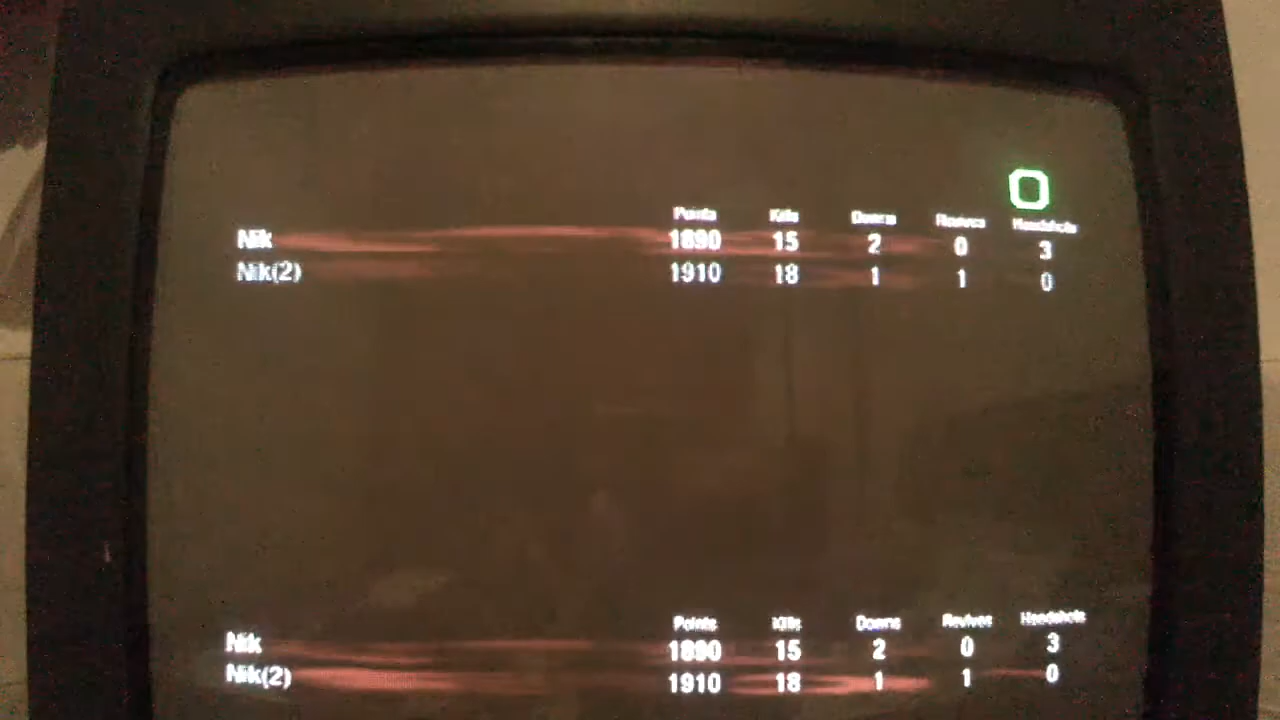 Points Kills Downs Revives Headshots
Nik 1890 15 2 0 3
Nik(2) 1910 18 1 1 0
Points Kills Downs Revives Headshots
Nik 1890 15 2 0 3
Nik(2) 1910 18 1 1 0